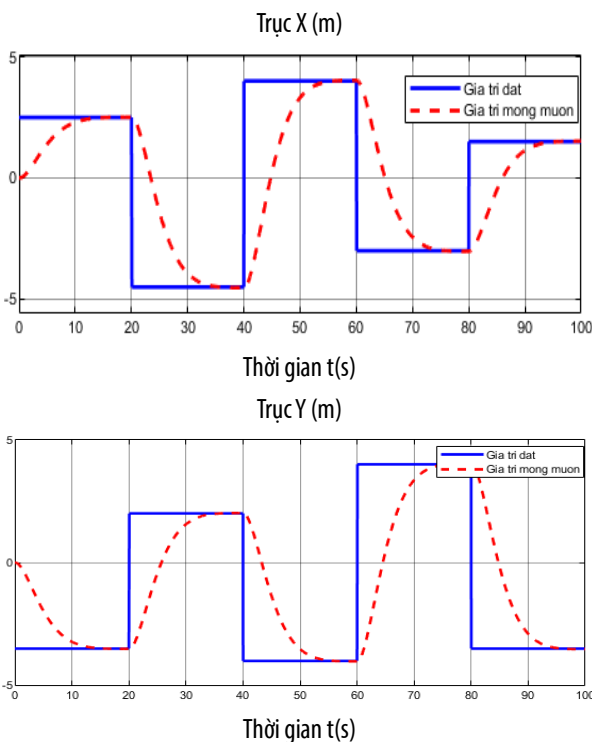 Trục X (m)
5
Gia tri dat
Gia tri mong muon
0
-5
0 10 20 30 40 50 60 70 80 90 100
Thời gian t(s)
Trục Y (m)
5
Gia tri dat
Gia tri mong muon
0
-5
0 10 20 30 40 50 60 70 80 90 100
Thời gian t(s)